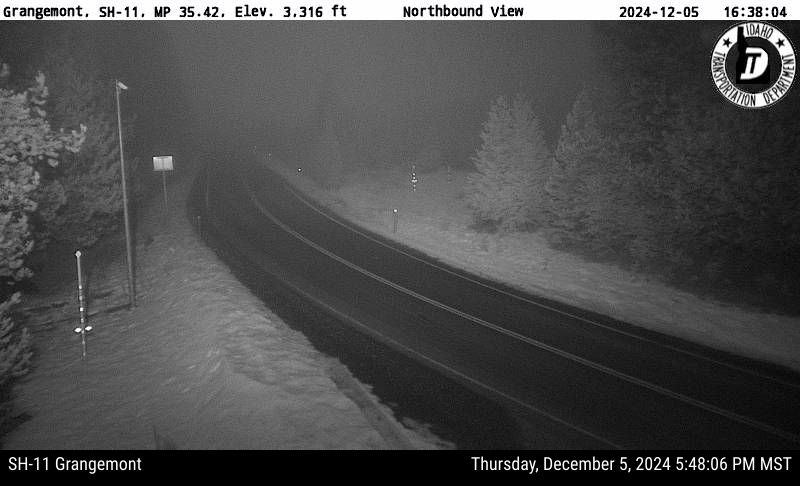 Grangemont, SH-11, MP 35.42, Elev. 3,316 ft Northbound View 2024-12-05 16:38:04
IDAHO
TRANSPORTATION DEPARTMENT
SH-11 Grangemont Thursday, December 5, 2024 5:48:06 PM MST